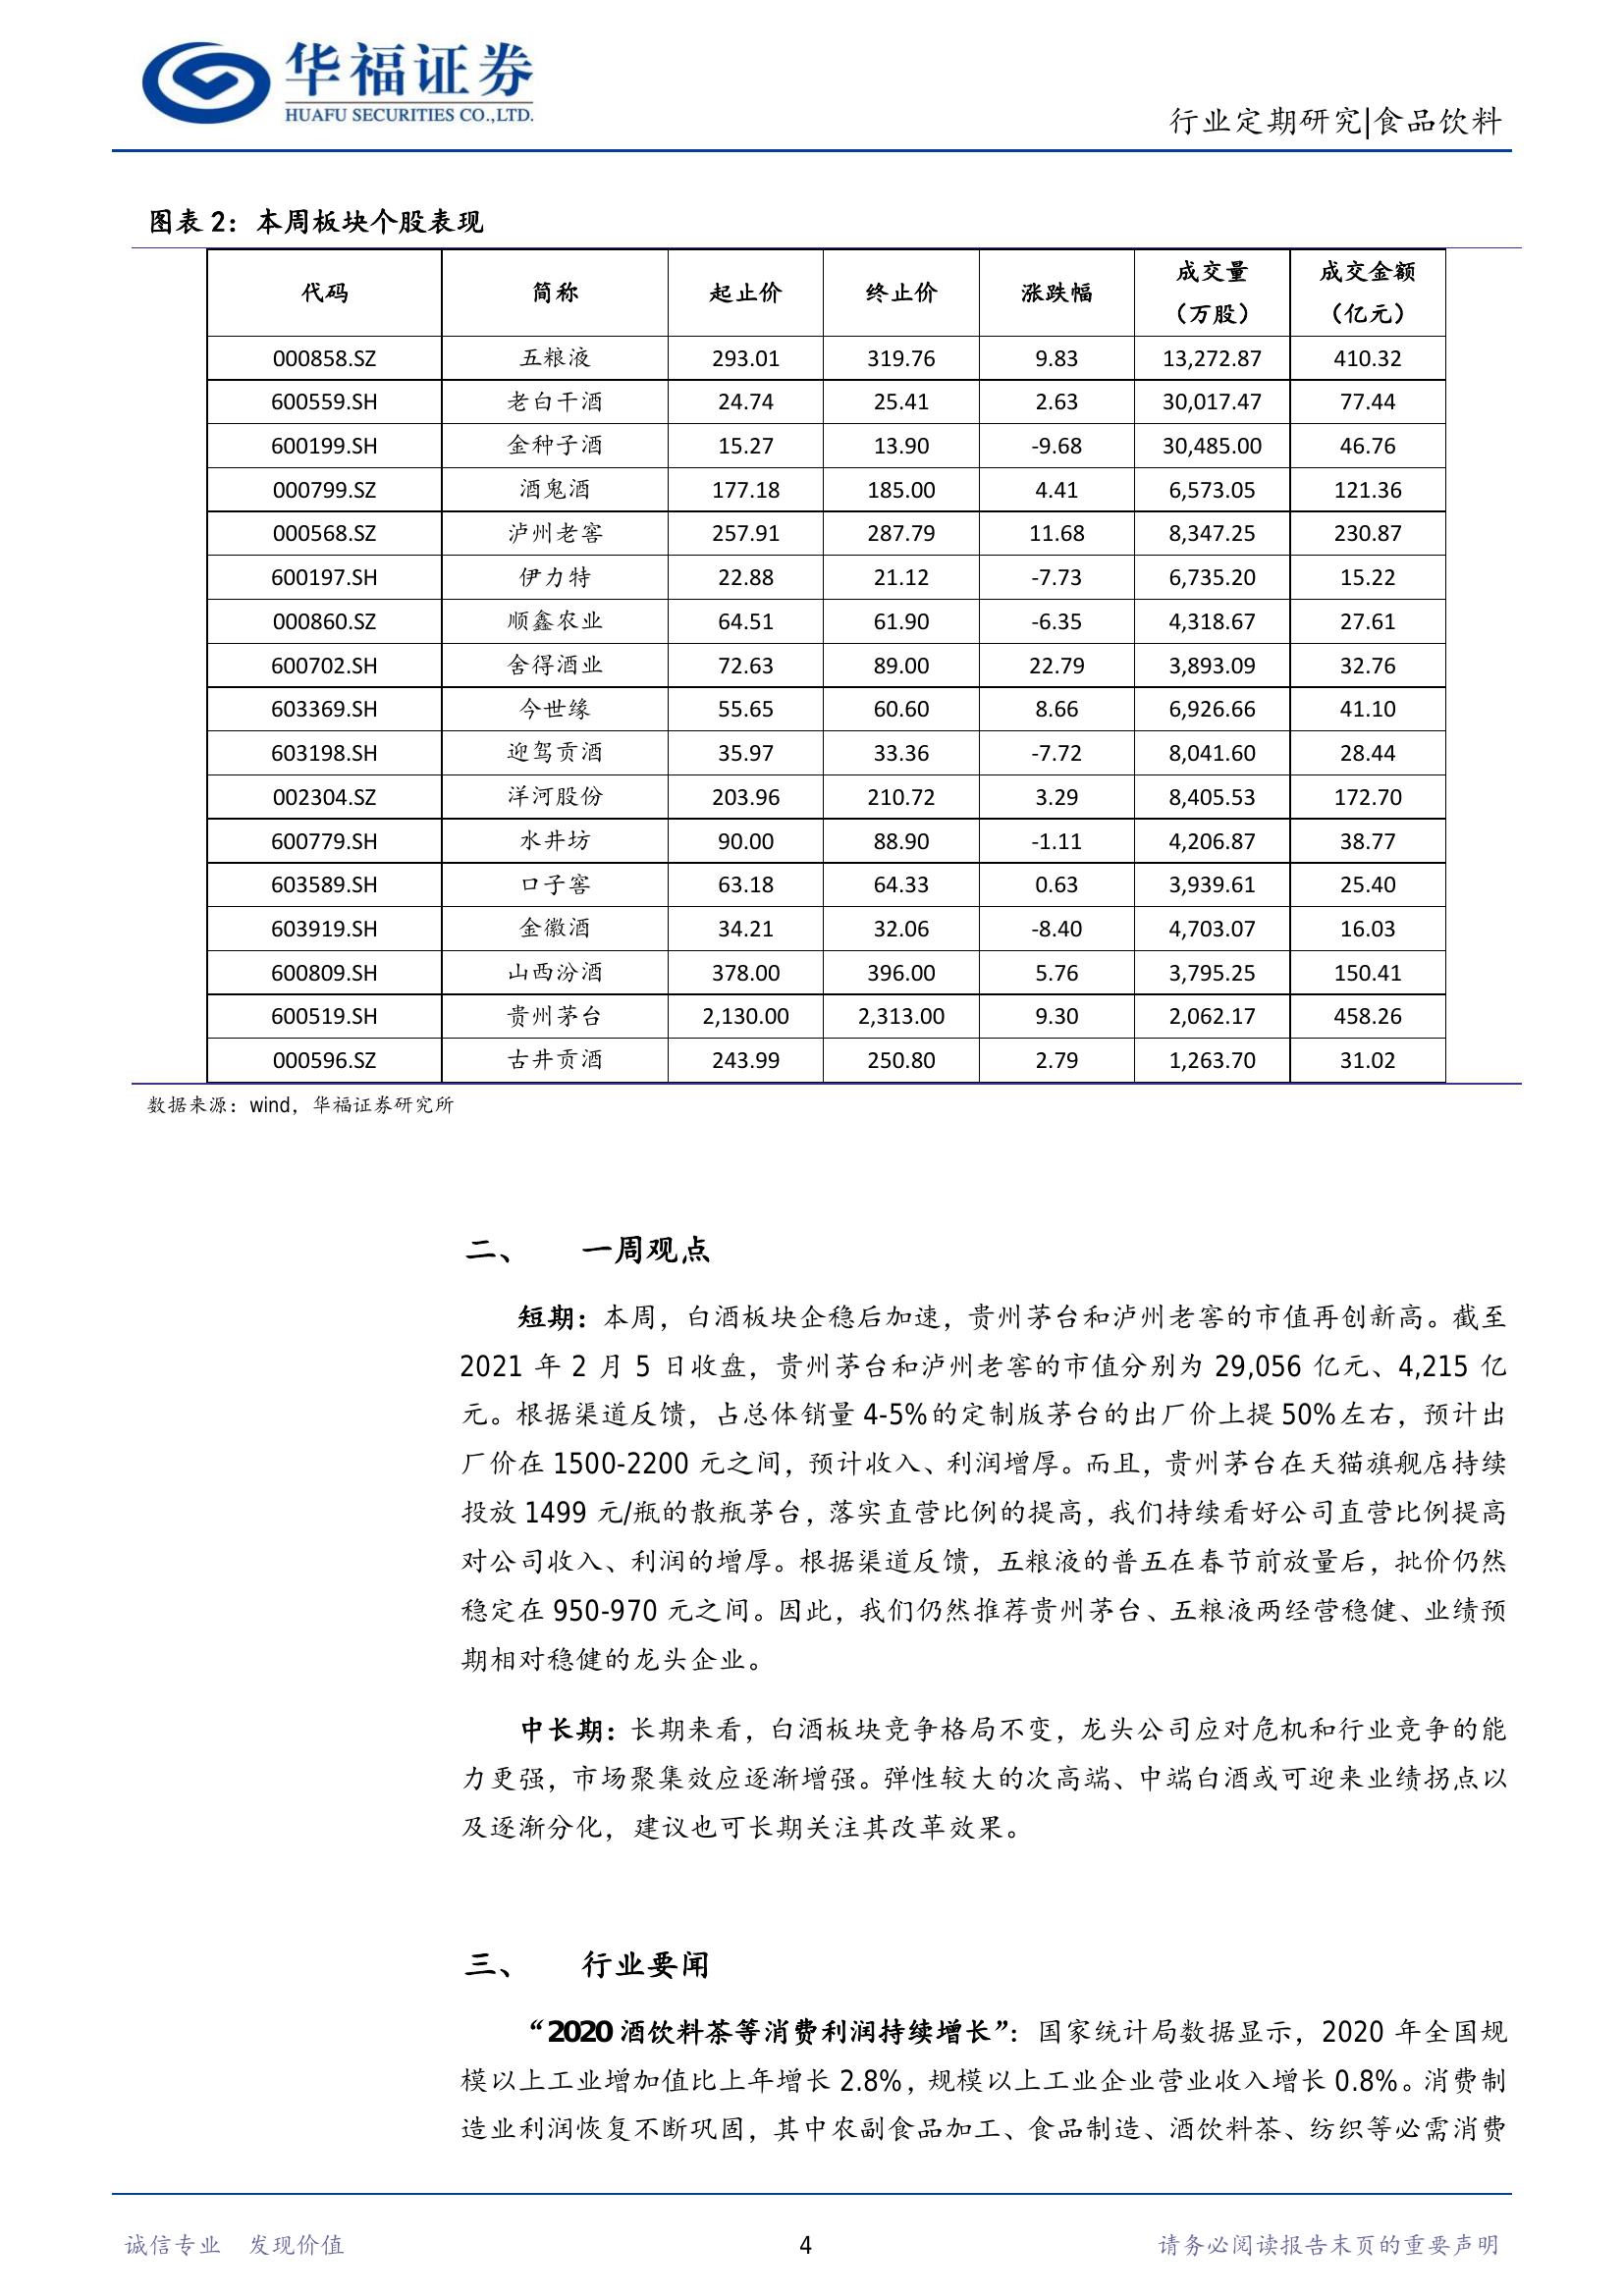 华福证券
HUAFU SECURITIES CO.,LTD.
行业定期研究|食品饮料
图表 2：本周板块个股表现
代码 简称 起止价 终止价 涨跌幅 成交量（万股） 成交金额（亿元）
000858.SZ 五粮液 293.01 319.76 9.83 13,272.87 410.32
600559.SH 老白干酒 24.74 25.41 2.63 30,017.47 77.44
600199.SH 金种子酒 15.27 13.90 -9.68 30,485.00 46.76
000799.SZ 酒鬼酒 177.18 185.00 4.41 6,573.05 121.36
000568.SZ 泸州老窖 257.91 287.79 11.68 8,347.25 230.87
600197.SH 伊力特 22.88 21.12 -7.73 6,735.20 15.22
000860.SZ 顺鑫农业 64.51 61.90 -6.35 4,318.67 27.61
600702.SH 舍得酒业 72.63 89.00 22.79 3,893.09 32.76
603369.SH 今世缘 55.65 60.60 8.66 6,926.66 41.10
603198.SH 迎驾贡酒 35.97 33.36 -7.72 8,041.60 28.44
002304.SZ 洋河股份 203.96 210.72 3.29 8,405.53 172.70
600779.SH 水井坊 90.00 88.90 -1.11 4,206.87 38.77
603589.SH 口子窖 63.18 64.33 0.63 3,939.61 25.40
603919.SH 金徽酒 34.21 32.06 -8.40 4,703.07 16.03
600809.SH 山西汾酒 378.00 396.00 5.76 3,795.25 150.41
600519.SH 贵州茅台 2,130.00 2,313.00 9.30 2,062.17 458.26
000596.SZ 古井贡酒 243.99 250.80 2.79 1,263.70 31.02
数据来源：wind，华福证券研究所
二、 一周观点
短期：本周，白酒板块企稳后加速，贵州茅台和泸州老窖的市值再创新高。截至
2021 年 2 月 5 日收盘，贵州茅台和泸州老窖的市值分别为 29,056 亿元、4,215 亿
元。根据渠道反馈，占总体销量 4-5%的定制版茅台的出厂价上提 50%左右，预计出
厂价在 1500-2200 元之间，预计收入、利润增厚。而且，贵州茅台在天猫旗舰店持续
投放 1499 元/瓶的散瓶茅台，落实直营比例的提高，我们持续看好公司直营比例提高
对公司收入、利润的增厚。根据渠道反馈，五粮液的普五在春节前放量后，批价仍然
稳定在 950-970 元之间。因此，我们仍然推荐贵州茅台、五粮液两经营稳健、业绩预
期相对稳健的龙头企业。
中长期：长期来看，白酒板块竞争格局不变，龙头公司应对危机和行业竞争的能
力更强，市场聚集效应逐渐增强。弹性较大的次高端、中端白酒或可迎来业绩拐点以
及逐渐分化，建议也可长期关注其改革效果。
三、 行业要闻
“2020 酒饮料茶等消费利润持续增长”：国家统计局数据显示，2020 年全国规
模以上工业增加值比上年增长 2.8%，规模以上工业企业营业收入增长 0.8%。消费制
造业利润恢复不断巩固，其中农副食品加工、食品制造、酒饮料茶、纺织等必需消费
诚信专业 发现价值 4 请务必阅读报告末页的重要声明